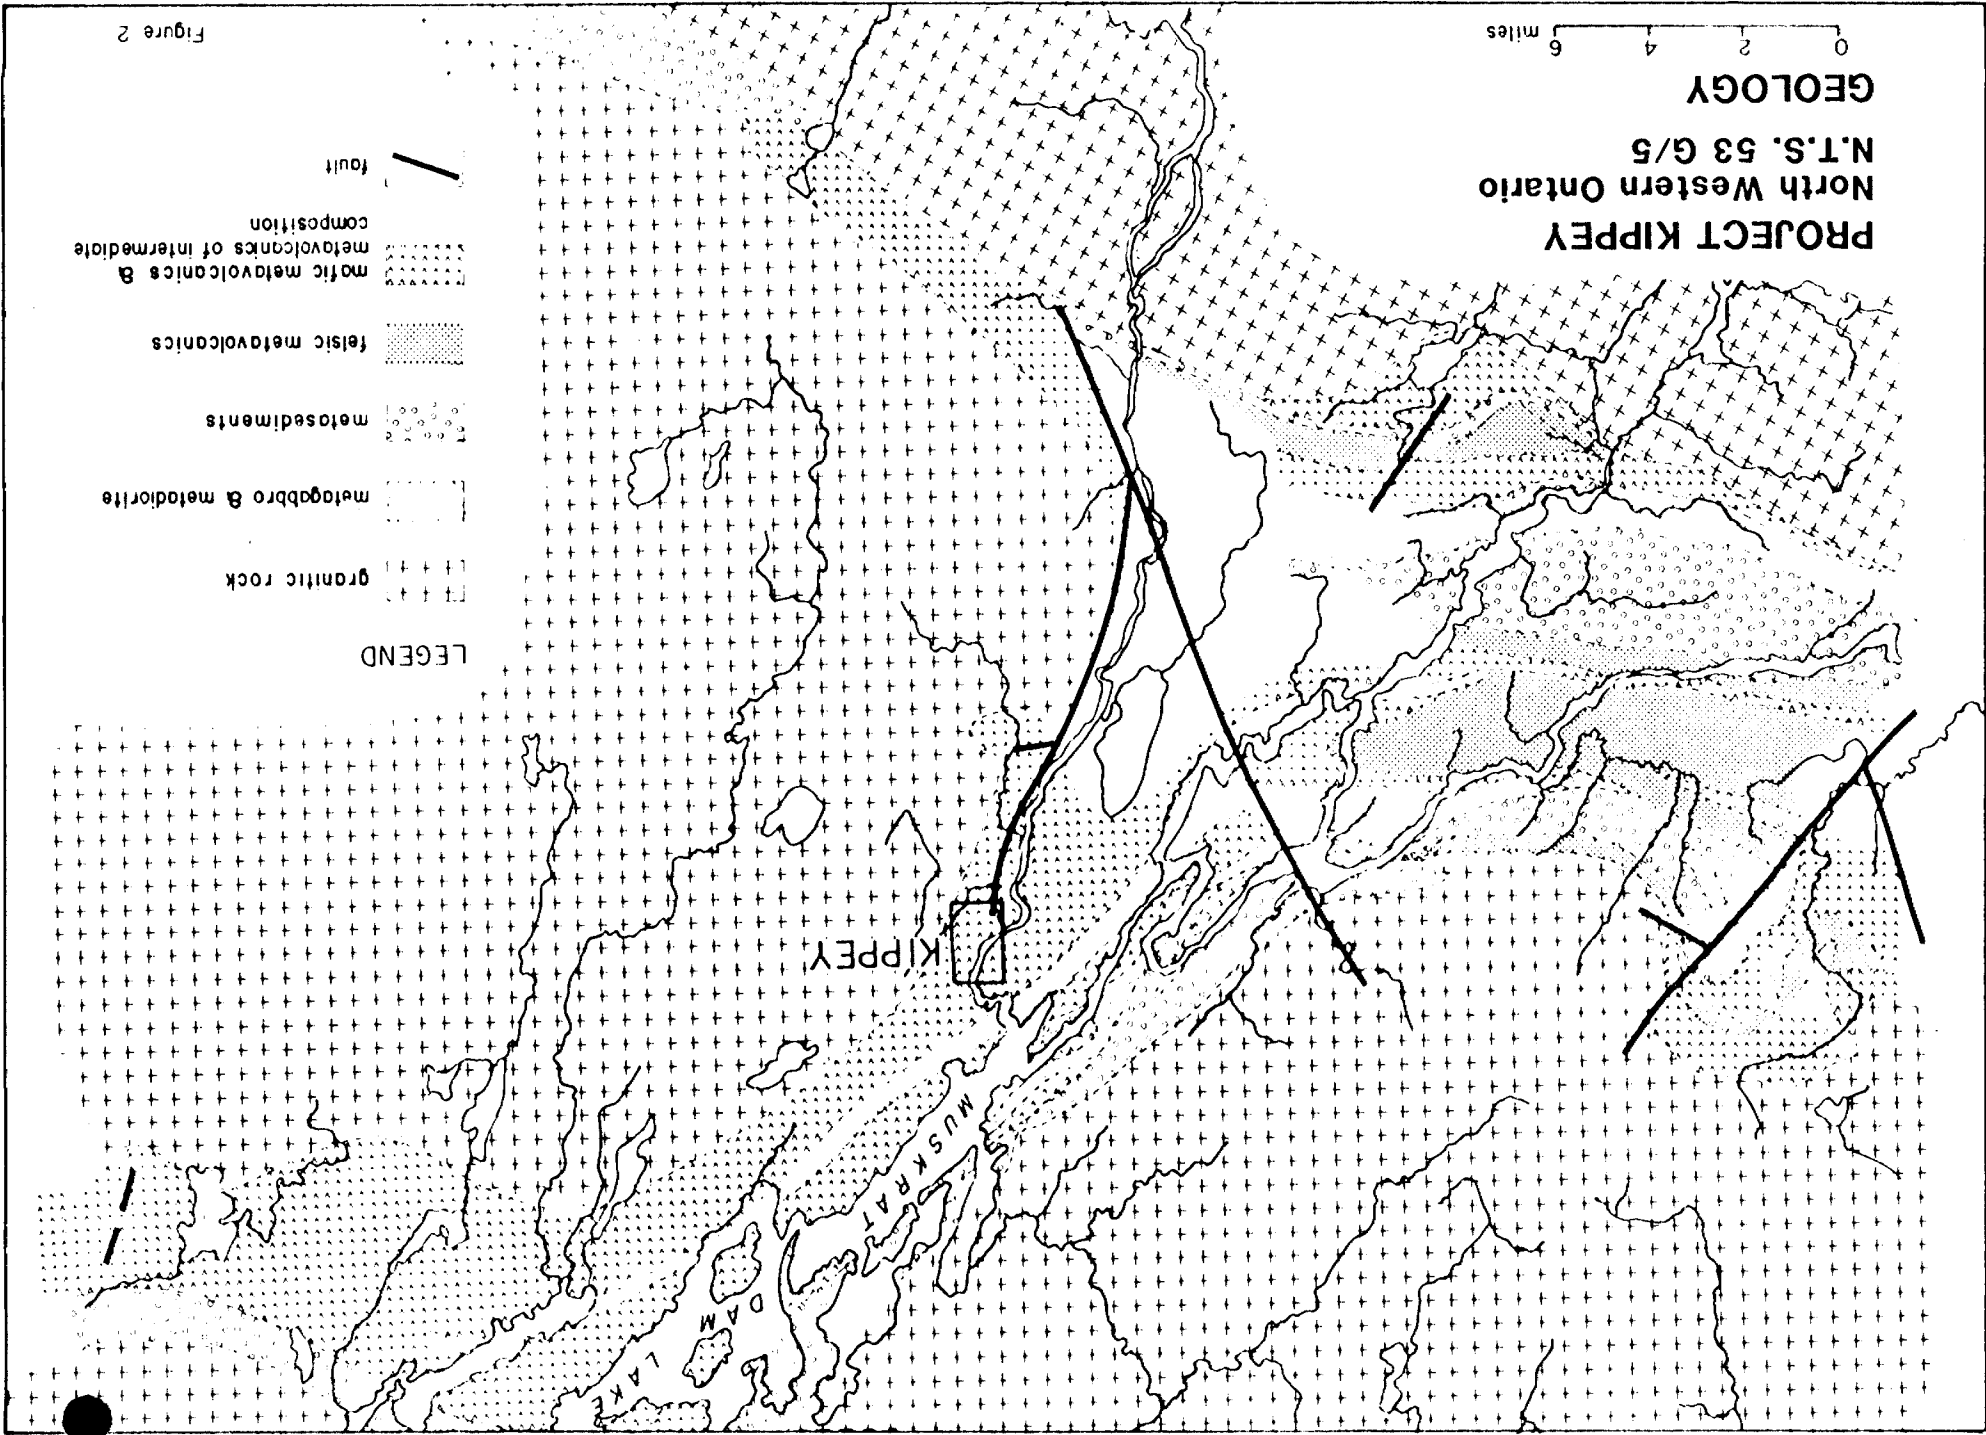 MUSKRAT
DAM
LAKE
KIPPEY
LEGEND
granitic rock
metagabbro & metadiorite
metasediments
felsic metavolcanics
mafic metavolcanics &
metavolcanics of intermediate
composition
fault
PROJECT KIPPEY
North Western Ontario
N.T.S. 53 G/5
GEOLOGY
0 2 4 6 miles
Figure 2